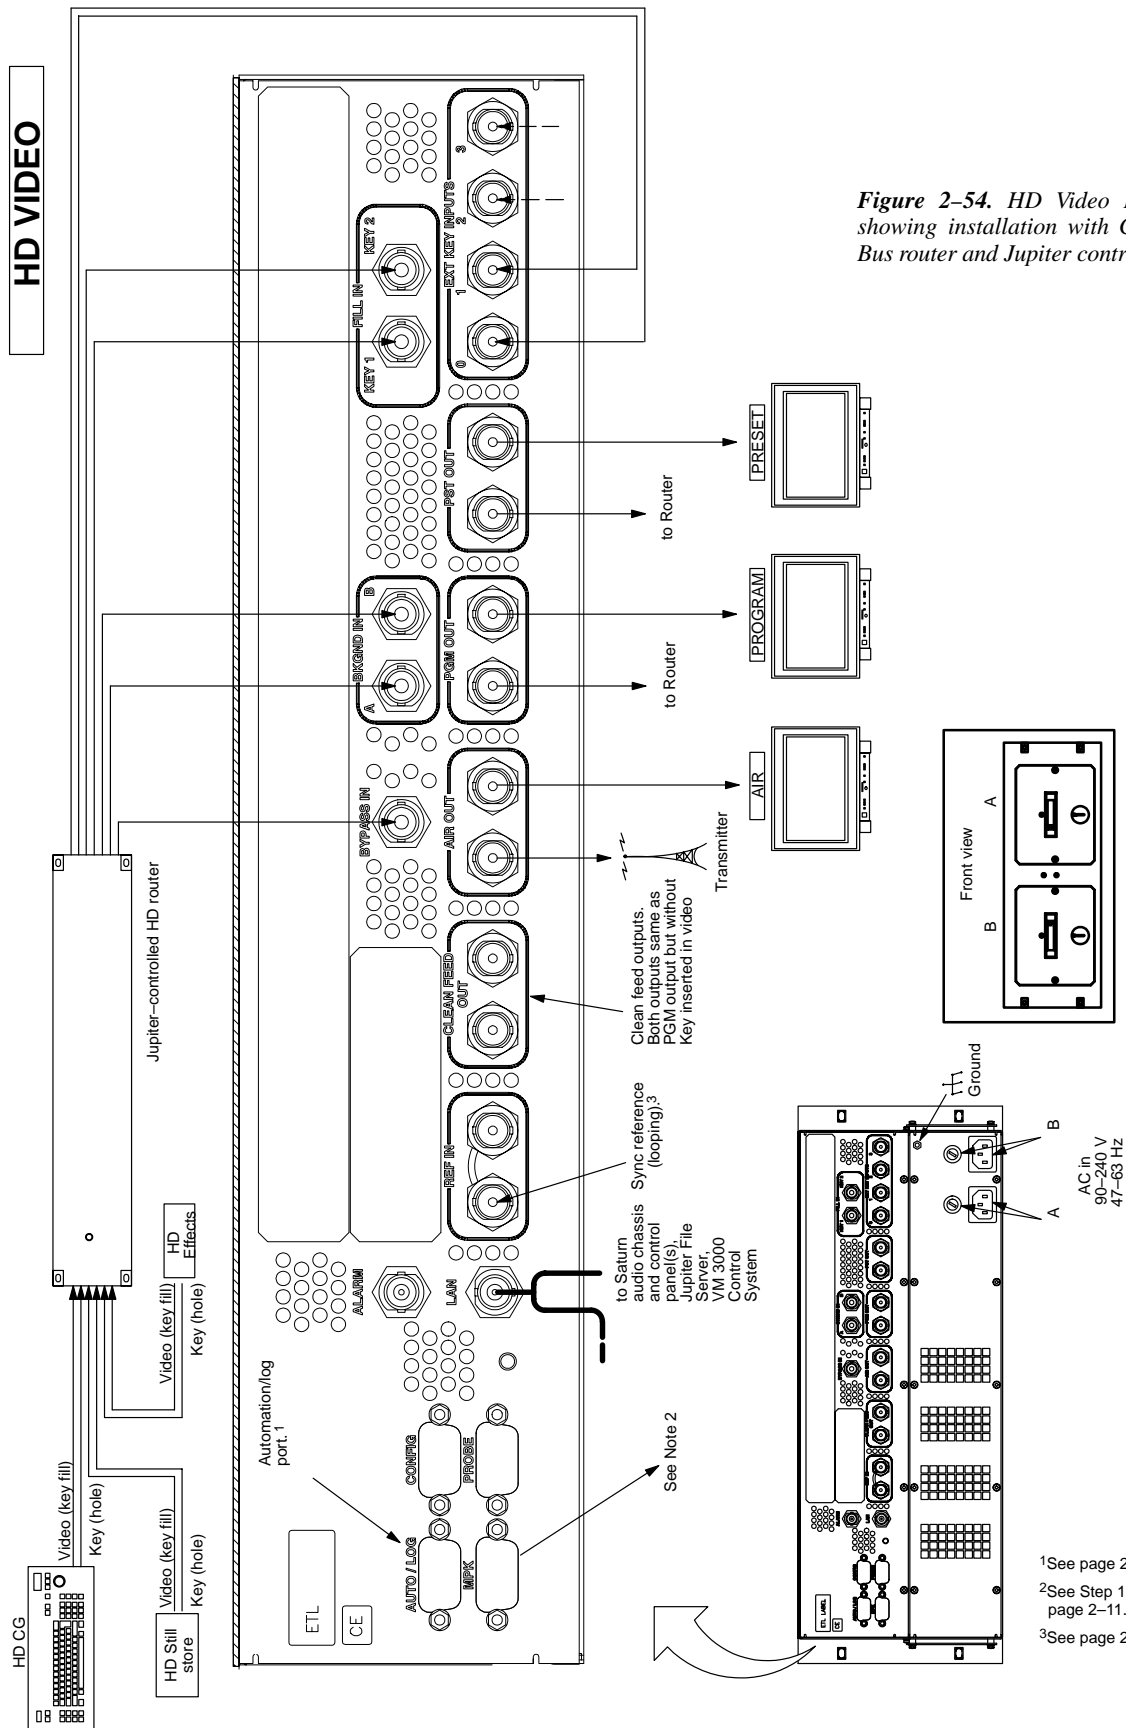 HD VIDEO
Figure 2–54. HD Video
showing installation with
Bus router and Jupiter
Jupiter–controlled HD router
HD CG
Video (key fill)
Key (hole)
HD Still
store
Video (key fill)
Key (hole)
HD
Effects
Video (key fill)
Key (hole)
FILL IN
KEY 1
KEY 2
EXT KEY INPUTS
0
1
2
3
BKGND IN
A
B
PST OUT
PGM OUT
BYPASS IN
AIR OUT
CLEAN FEED
OUT
REF IN
ALARM
LAN
CONFIG
PROBE
AUTO / LOG
MPK
ETL
CE
Automation/log
port.1
See Note 2
to Saturn
audio chassis
and control
panel(s),
Jupiter File
Server,
VM 3000
Control
System
Sync reference
(looping).3
Clean feed outputs.
Both outputs same as
PGM output but without
Key inserted in video
Transmitter
to Router
to Router
AIR
PROGRAM
PRESET
Front view
B
A
Ground
A
B
AC in
90–240 V
47–63 Hz
ETL LABEL
CE
ALARM
LAN
1See page 2
2See Step 1
page 2–11.
3See page 2